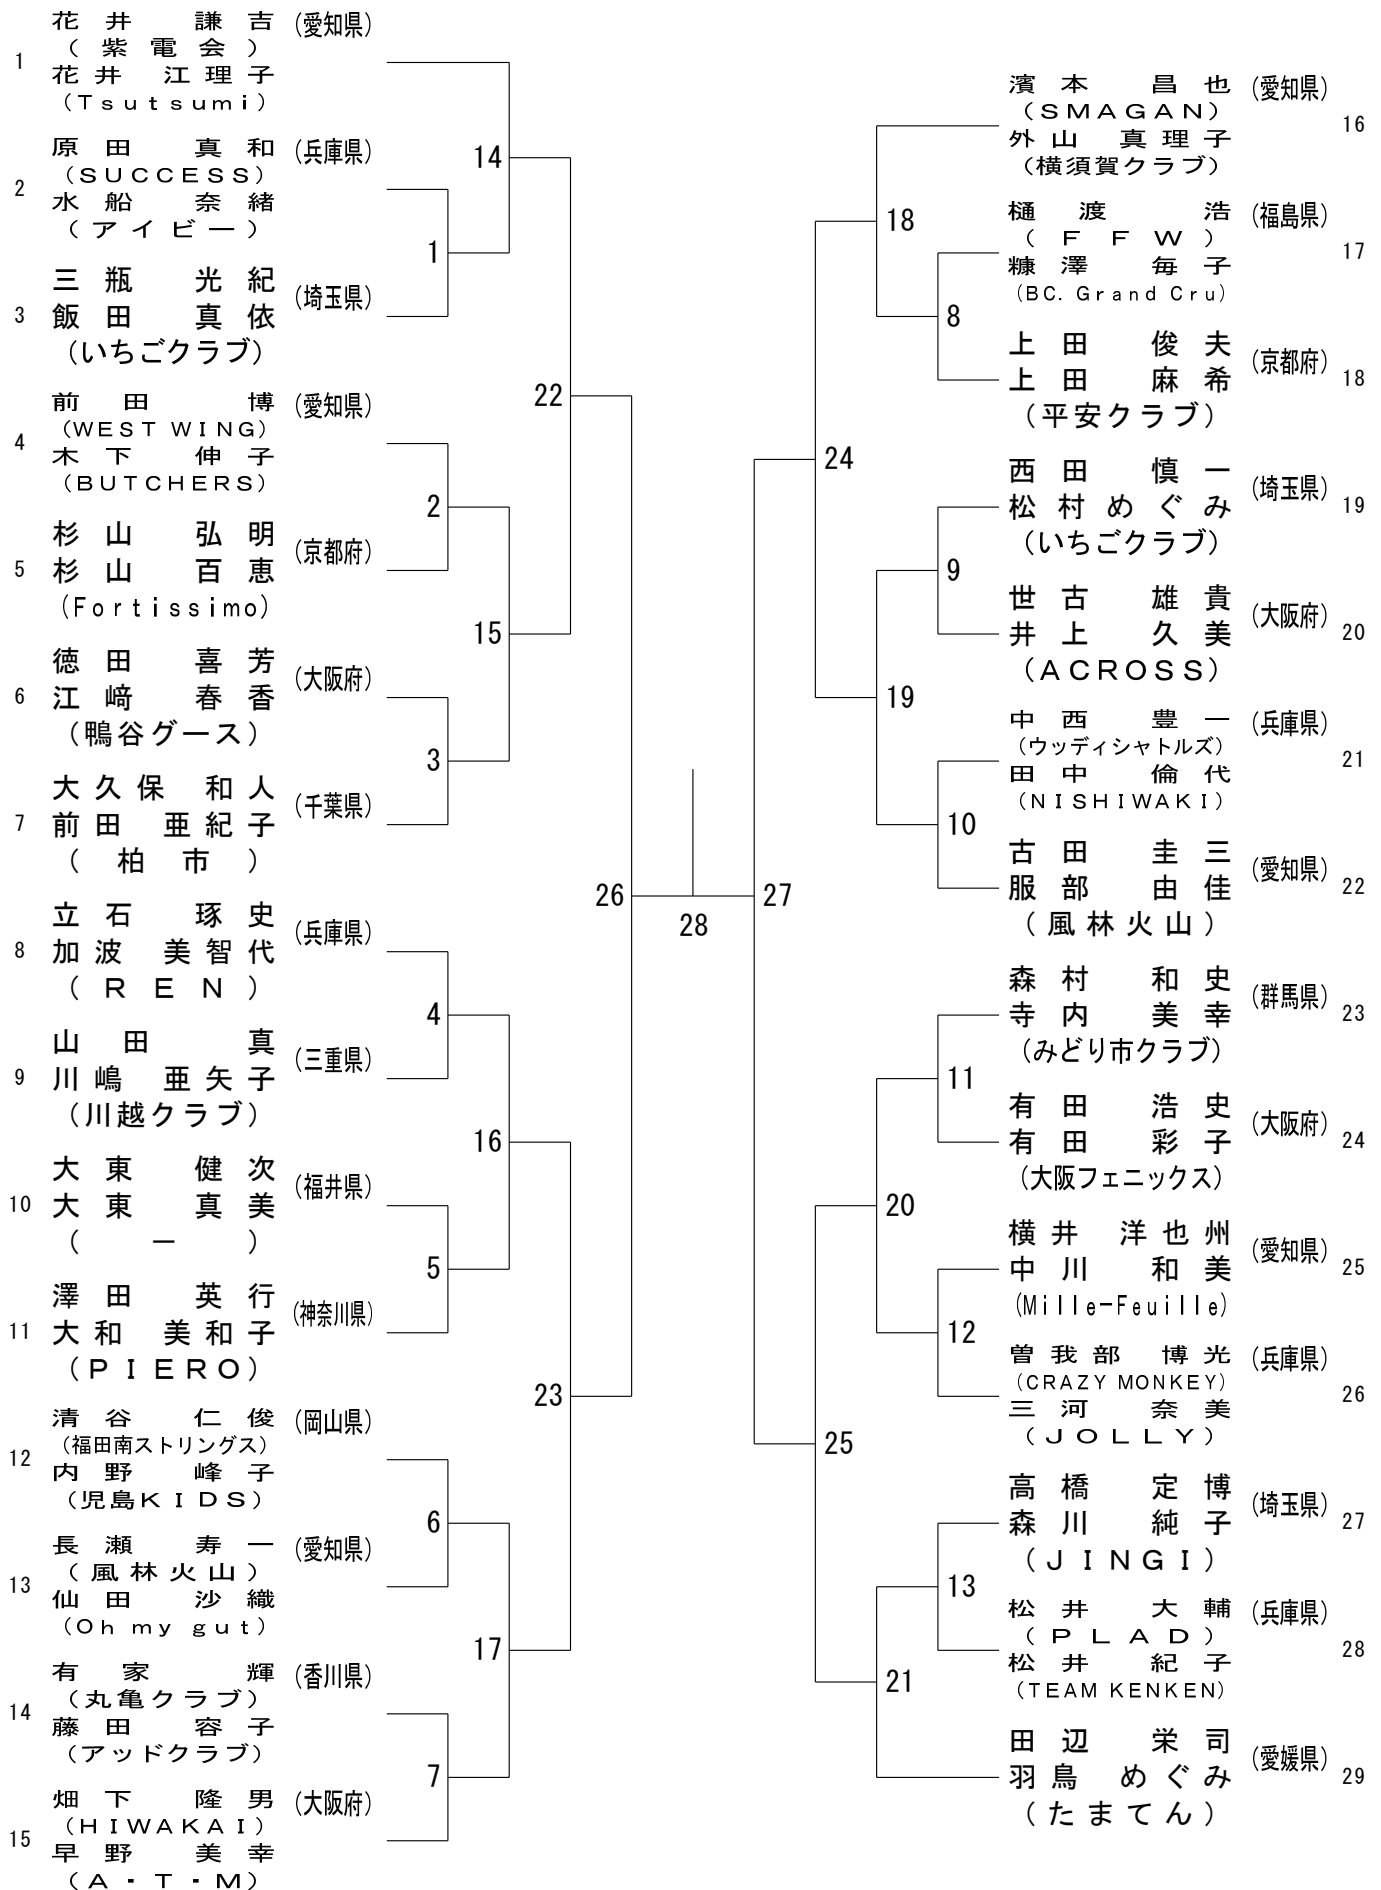 1
花井 謙吉 (愛知県)
(紫電会)
花井 江理子
(Tsutsumi)
2
原田 真和 (兵庫県)
(SUCCESS)
水船 奈緒
(アイビー)
3
三瓶 光紀
飯田 真依 (埼玉県)
(いちごクラブ)
4
前田 博 (愛知県)
(WEST WING)
木下 伸子
(BUTCHERS)
5
杉山 弘明
杉山 百恵 (京都府)
(Fortissimo)
6
徳田 喜芳
江﨑 春香 (大阪府)
(鴨谷グース)
7
大久保 和人
前田 亜紀子 (千葉県)
(柏市)
8
立石 琢史
加波 美智代 (兵庫県)
(REN)
9
山田 真
川嶋 亜矢子 (三重県)
(川越クラブ)
10
大東 健次
大東 真美 (福井県)
(ー)
11
澤田 英行
大和 美和子 (神奈川県)
(PIERO)
12
清谷 仁俊 (岡山県)
(福田南ストリングス)
内野 峰子
(児島KIDS)
13
長瀬 寿一 (愛知県)
(風林火山)
仙田 沙織
(Oh my gut)
14
有家 輝 (香川県)
(丸亀クラブ)
藤田 容子
(アッドクラブ)
15
畑下 隆男 (大阪府)
(HIWAKAI)
早野 美幸
(A・T・M)
1
2
3
4
5
6
7
14
15
16
17
22
23
26
28
27
24
25
18
19
20
21
8
9
10
11
12
13
濱本 昌也 (愛知県)
(SMAGAN)
外山 真理子
(横須賀クラブ)
16
樋渡 浩 (福島県)
(FFW)
糠澤 毎子
(BC. Grand Cru)
17
上田 俊夫
上田 麻希 (京都府)
(平安クラブ)
18
西田 慎一
松村めぐみ (埼玉県)
(いちごクラブ)
19
世古 雄貴
井上 久美 (大阪府)
(ACROSS)
20
中西 豊一 (兵庫県)
(ウッディシャトルズ)
田中 倫代
(NISHIWAKI)
21
古田 圭三
服部 由佳 (愛知県)
(風林火山)
22
森村 和史
寺内 美幸 (群馬県)
(みどり市クラブ)
23
有田 浩史
有田 彩子 (大阪府)
(大阪フェニックス)
24
横井 洋也州
中川 和美 (愛知県)
(Mille-Feuille)
25
曽我部 博光 (兵庫県)
(CRAZY MONKEY)
三河 奈美
(JOLLY)
26
高橋 定博
森川 純子 (埼玉県)
(JINGI)
27
松井 大輔 (兵庫県)
(PLAD)
松井 紀子
(TEAM KENKEN)
28
田辺 栄司
羽鳥 めぐみ (愛媛県)
(たまてん)
29